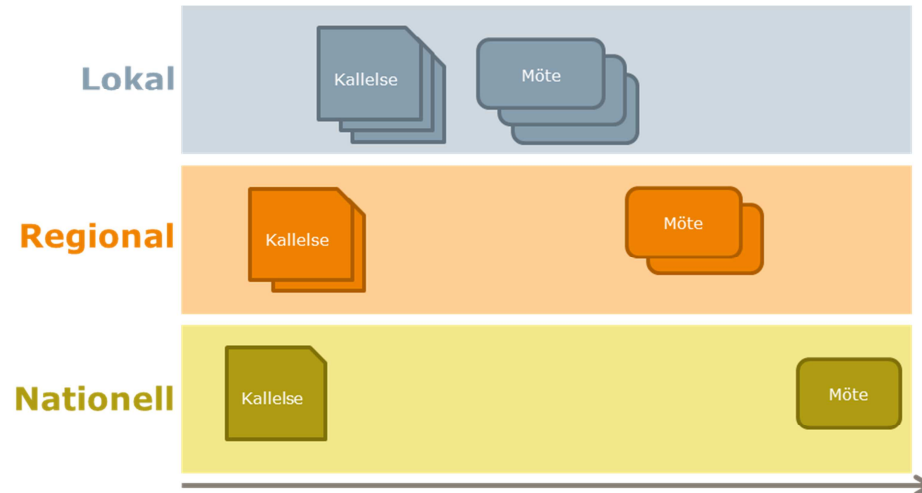 Lokal
Kallelse
Möte
Regional
Kallelse
Möte
Nationell
Kallelse
Möte